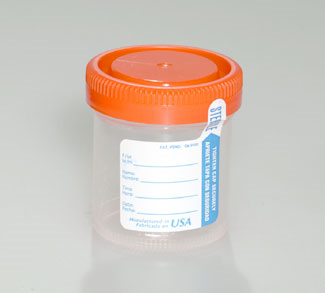 STERILE
TIGHTEN CAP SECURELY
APRIETE TAPA CON SEGURIDAD
Name
Nombre
Time
Hora
Date
Fecha
Manufactured in
Fabricado en USA